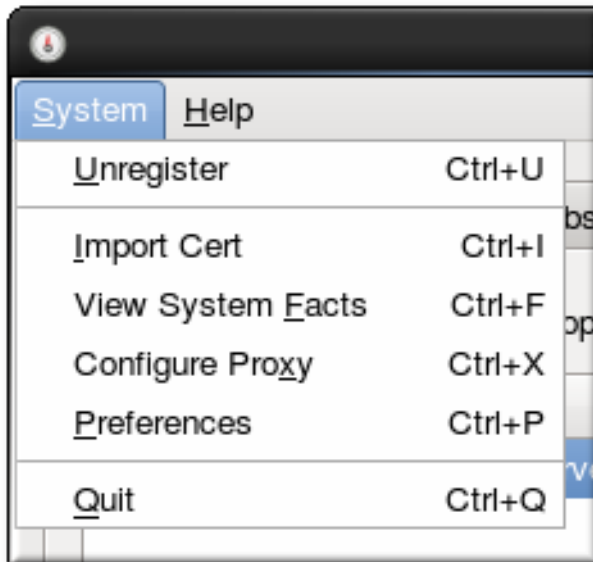 System Help
Unregister Ctrl+U
Import Cert Ctrl+I
View System Facts Ctrl+F
Configure Proxy Ctrl+X
Preferences Ctrl+P
Quit Ctrl+Q